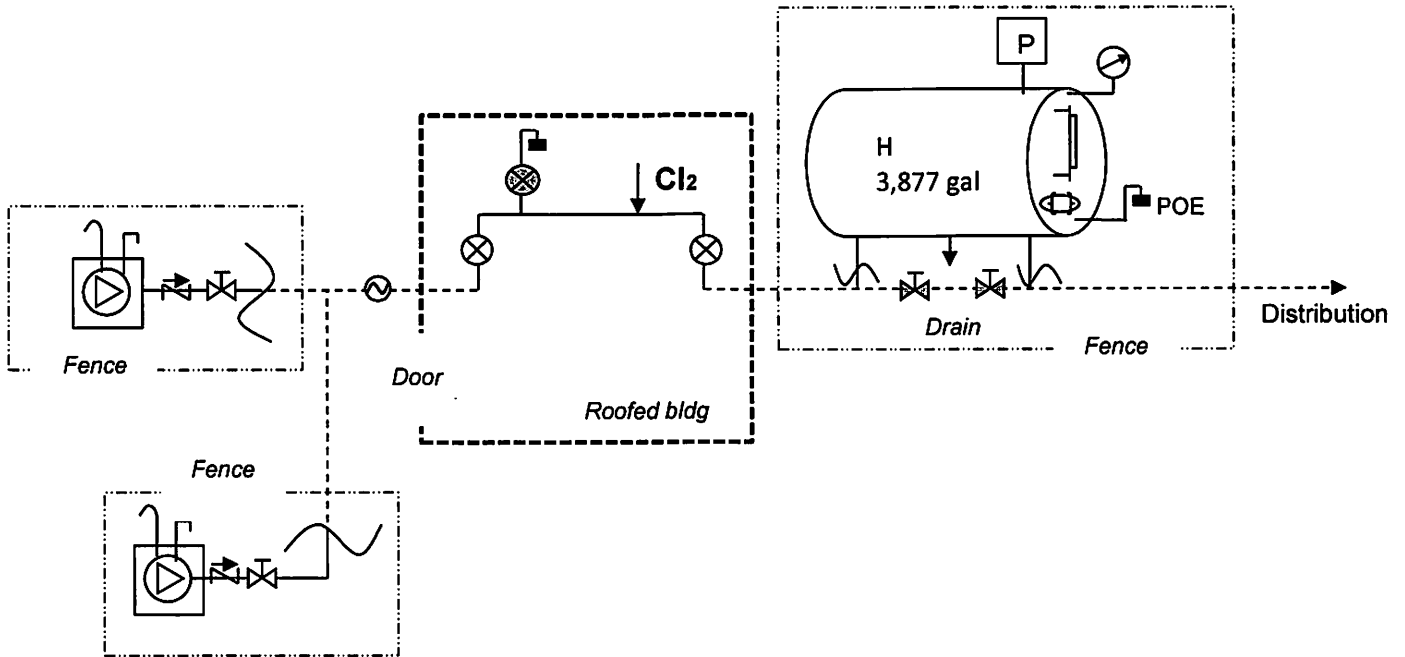 P
H
3,877 gal
Cl₂
POE
Distribution
Drain
Fence
Fence
Door
Roofed bldg
Fence